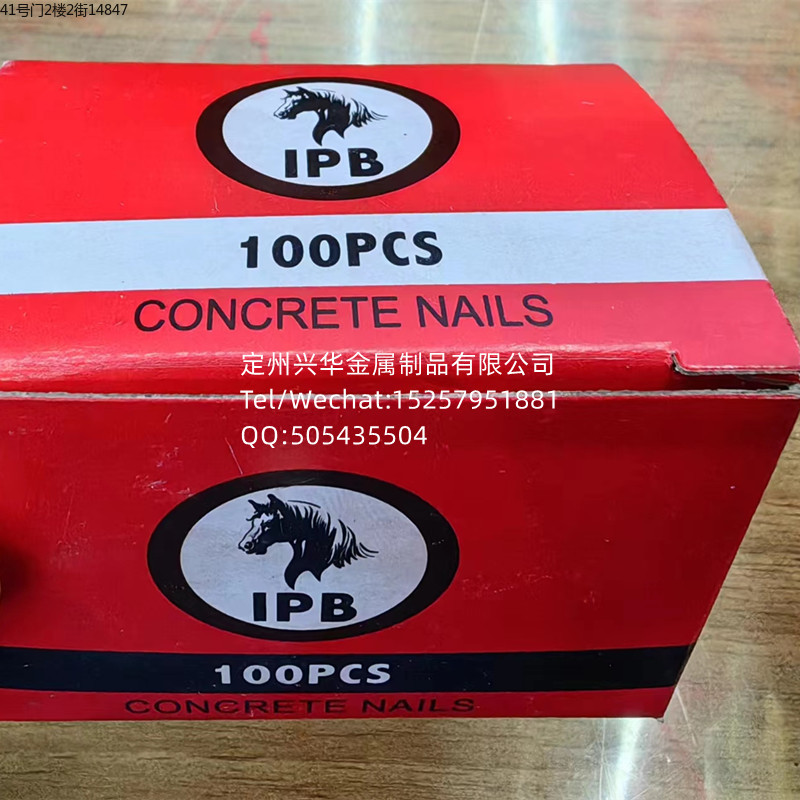 41号门2楼2街14847
IPB
100PCS
CONCRETE NAILS
定州兴华金属制品有限公司
Tel/Wechat:15257951881
QQ:505435504
IPB
100PCS
CONCRETE NAILS